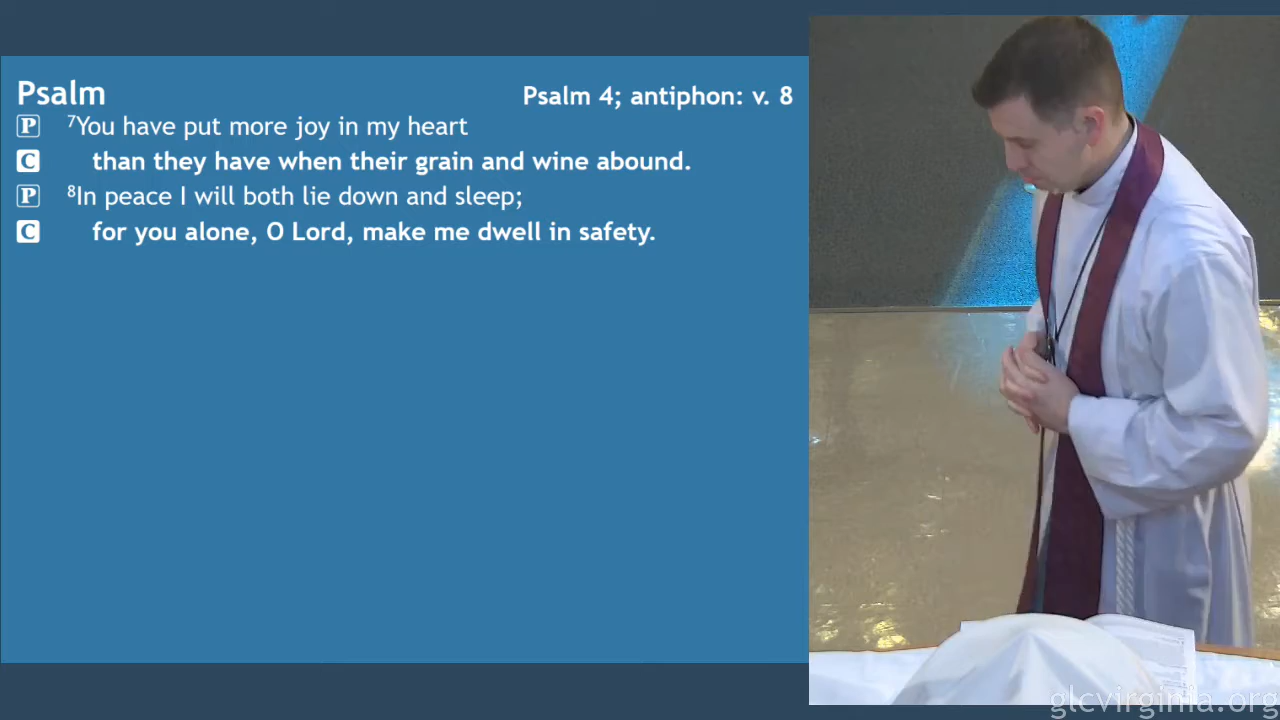 Psalm
Psalm 4; antiphon: v. 8
P ⁷You have put more joy in my heart
C than they have when their grain and wine abound.
P ⁸In peace I will both lie down and sleep;
C for you alone, O Lord, make me dwell in safety.
glcvirginia.org